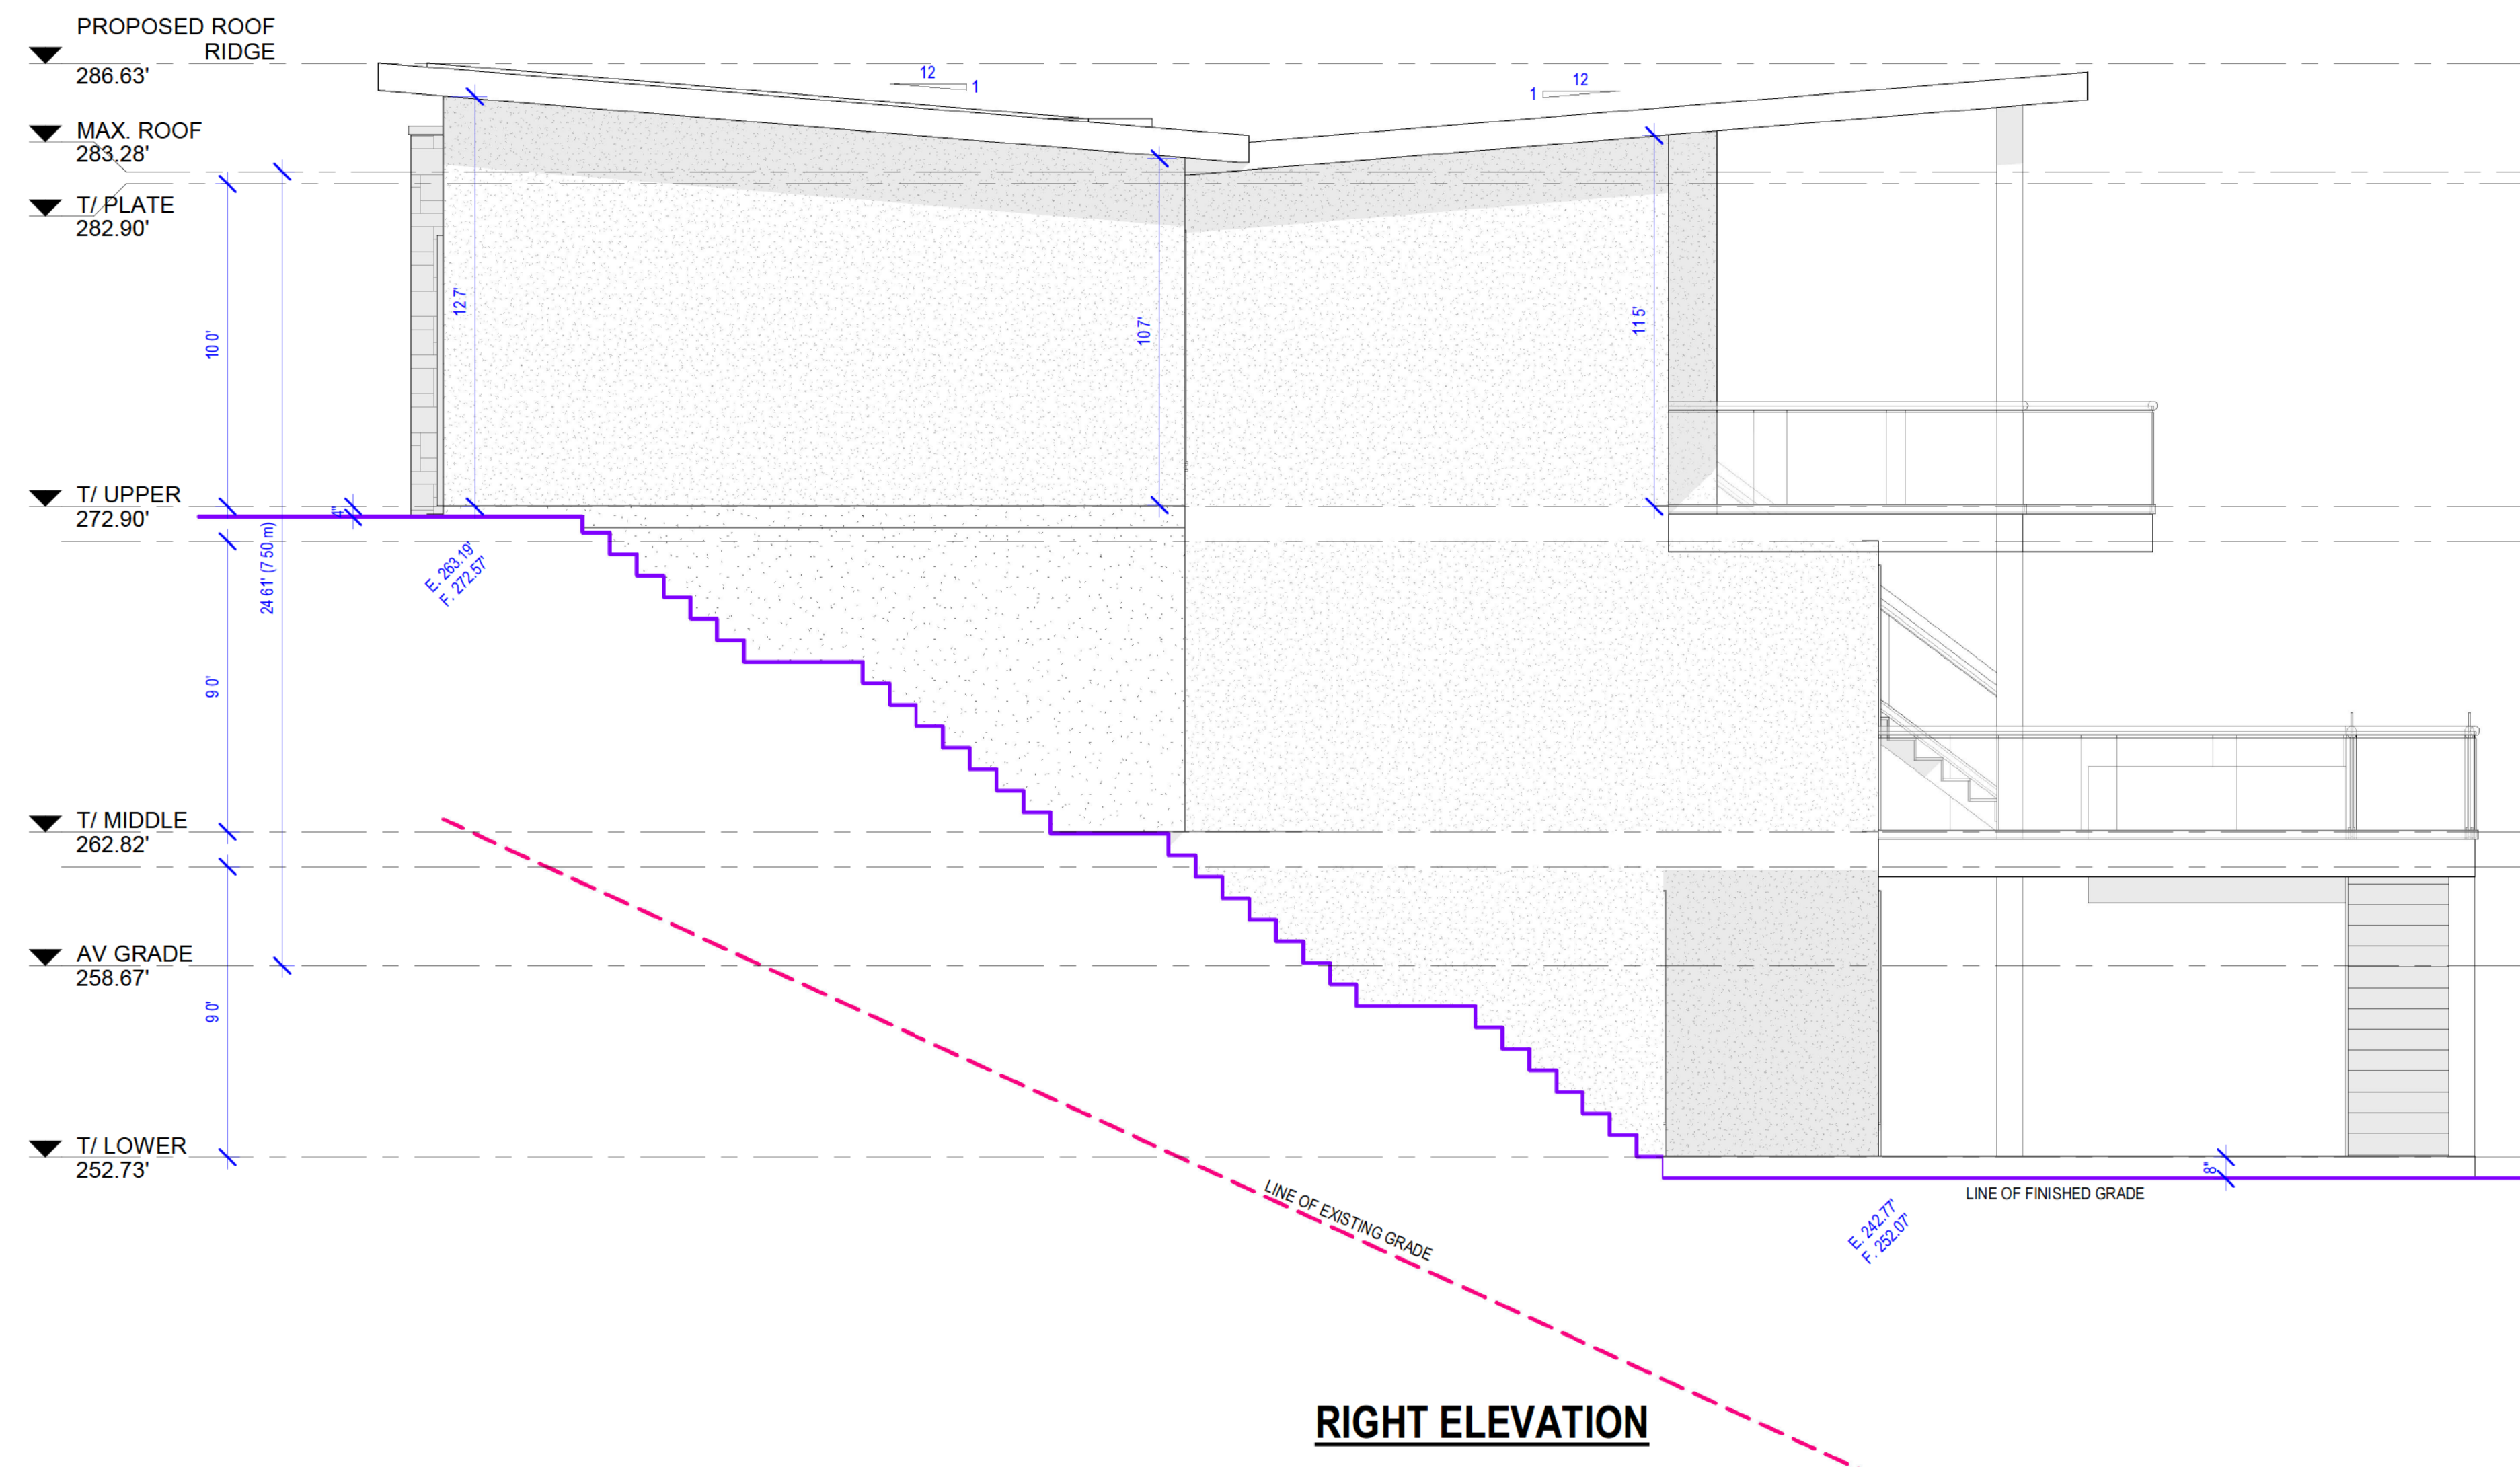 PROPOSED ROOF
RIDGE
286.63'
MAX. ROOF
283.28'
T/ PLATE
282.90'
T/ UPPER
272.90'
T/ MIDDLE
262.82'
AV GRADE
258.67'
T/ LOWER
252.73'
10 0'
9 0'
9 0'
24 61' (7 50 m)
4"
12 7'
10 7'
11 5'
12
1
12
1
E. 263.19'
F. 272.57'
8"
LINE OF FINISHED GRADE
E. 242.77'
F. 252.07'
LINE OF EXISTING GRADE
RIGHT ELEVATION